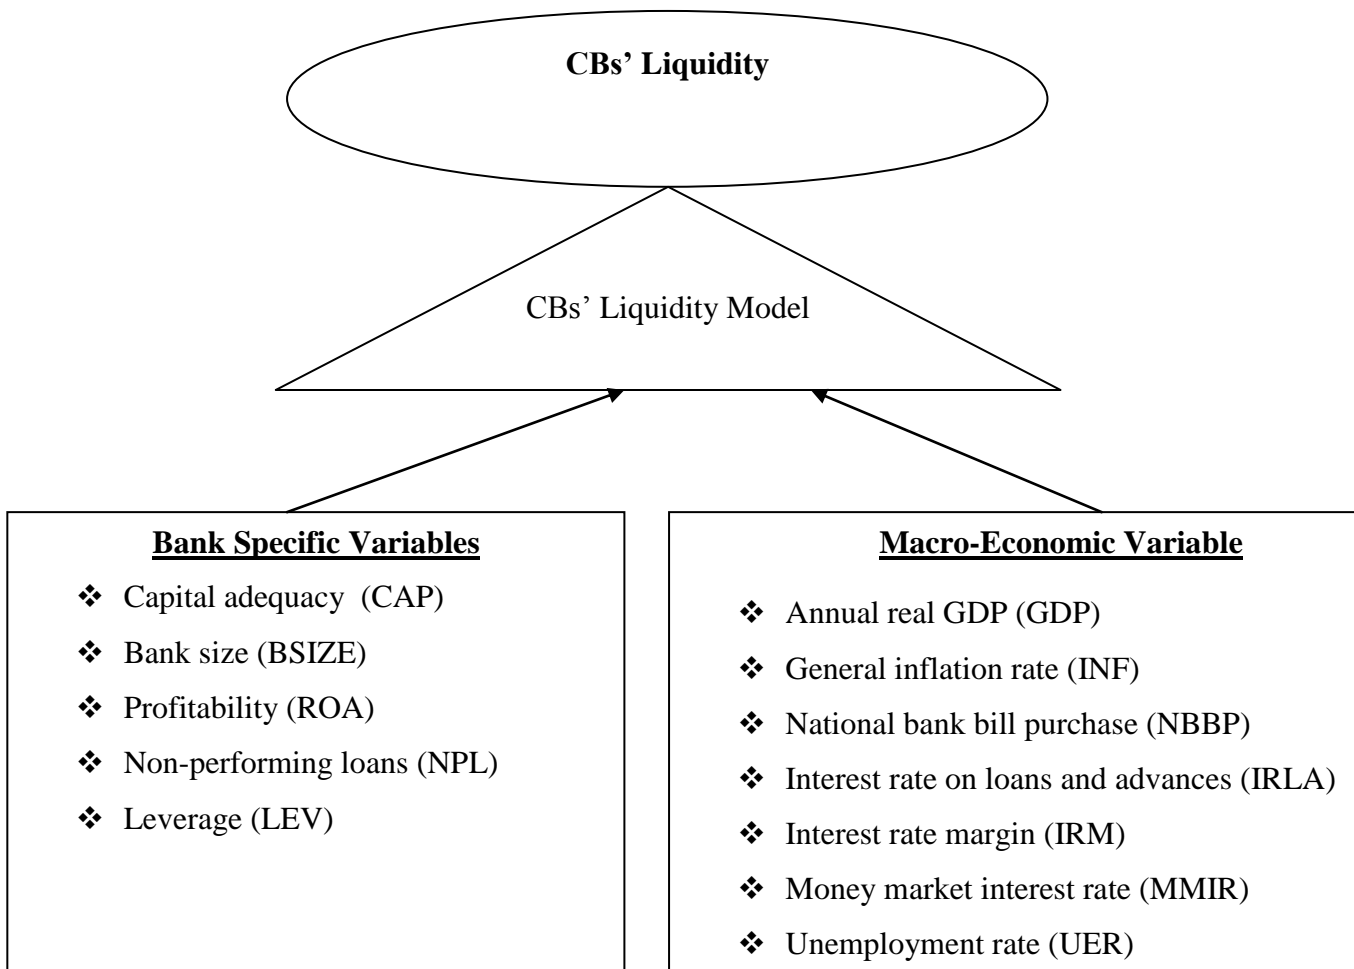 CBs’ Liquidity
CBs’ Liquidity Model
Bank Specific Variables
❖ Capital adequacy (CAP)
❖ Bank size (BSIZE)
❖ Profitability (ROA)
❖ Non-performing loans (NPL)
❖ Leverage (LEV)
Macro-Economic Variable
❖ Annual real GDP (GDP)
❖ General inflation rate (INF)
❖ National bank bill purchase (NBBP)
❖ Interest rate on loans and advances (IRLA)
❖ Interest rate margin (IRM)
❖ Money market interest rate (MMIR)
❖ Unemployment rate (UER)